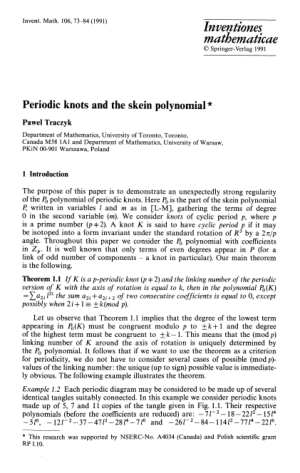 Invent. Math. 106, 73–84 (1991)
Inventiones
mathematicae
© Springer-Verlag 1991
Periodic knots and the skein polynomial*
Pawel Traczyk
Department of Mathematics, University of Toronto, Toronto,
Canada M5S 1A1 and Department of Mathematics, University of Warsaw,
PKiN 00-901 Warszawa, Poland
1 Introduction
The purpose of this paper is to demonstrate an unexpectedly strong regularity
of the P₀ polynomial of periodic knots. Here P₀ is the part of the skein polynomial
P, written in variables l and m as in [L-M], gathering the terms of degree
0 in the second variable (m). We consider knots of cyclic period p, where p
is a prime number (p≠2). A knot K is said to have cyclic period p if it may
be isotoped into a form invariant under the standard rotation of R³ by a 2π/p
angle. Throughout this paper we consider the P₀ polynomial with coefficients
in Zₚ. It is well known that only terms of even degrees appear in P (for a
link of odd number of components – a knot in particular). Our main theorem
is the following.
Theorem 1.1 If K is a p-periodic knot (p≠2) and the linking number of the periodic
version of K with the axis of rotation is equal to k, then in the polynomial P₀(K)
=∑a₂ᵢ l²ⁱ the sum a₂ᵢ+a₂ᵢ₊₂ of two consecutive coefficients is equal to 0, except
possibly when 2i+1≡±k(mod p).
Let us observe that Theorem 1.1 implies that the degree of the lowest term
appearing in P₀(K) must be congruent modulo p to ±k+1 and the degree
of the highest term must be congruent to ±k−1. This means that the (mod p)
linking number of K around the axis of rotation is uniquely determined by
the P₀ polynomial. It follows that if we want to use the theorem as a criterion
for periodicity, we do not have to consider several cases of possible (mod p)-
values of the linking number: the unique (up to sign) possible value is immediate-
ly obvious. The following example illustrates the theorem.
Example 1.2 Each periodic diagram may be considered to be made up of several
identical tangles suitably connected. In this example we consider periodic knots
made up of 5, 7 and 11 copies of the tangle given in Fig. 1.1. Their respective
polynomials (before the coefficients are reduced) are: −7l⁻²−18−22l²−15l⁴
−5l⁶, −12l⁻²−37−47l²−28l⁴−7l⁶ and −26l⁻²−84−114l²−77l⁴−22l⁶,
* This research was supported by NSERC-No. A4034 (Canada) and Polish scientific grant
RP I.10.